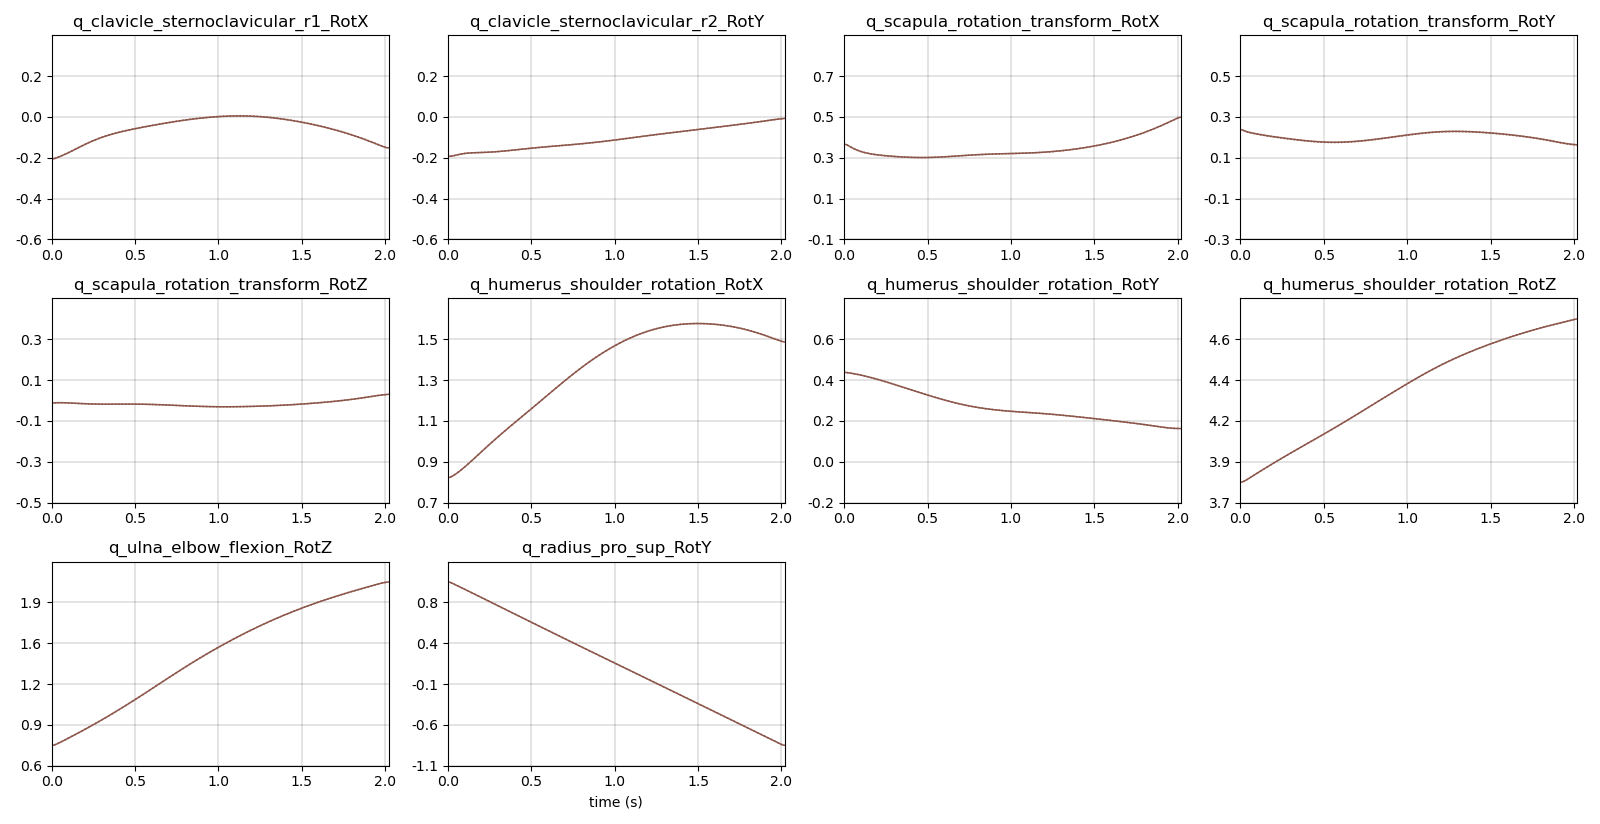 q_clavicle_sternoclavicular_r1_RotX
q_clavicle_sternoclavicular_r2_RotY
q_scapula_rotation_transform_RotX
q_scapula_rotation_transform_RotY
0.2
0.0
-0.2
-0.4
-0.6
0.0 0.5 1.0 1.5 2.0
0.2
0.0
-0.2
-0.4
-0.6
0.0 0.5 1.0 1.5 2.0
0.7
0.5
0.3
0.1
-0.1
0.0 0.5 1.0 1.5 2.0
0.5
0.3
0.1
-0.1
-0.3
0.0 0.5 1.0 1.5 2.0
q_scapula_rotation_transform_RotZ
q_humerus_shoulder_rotation_RotX
q_humerus_shoulder_rotation_RotY
q_humerus_shoulder_rotation_RotZ
0.3
0.1
-0.1
-0.3
-0.5
0.0 0.5 1.0 1.5 2.0
1.5
1.3
1.1
0.9
0.7
0.0 0.5 1.0 1.5 2.0
0.6
0.4
0.2
0.0
-0.2
0.0 0.5 1.0 1.5 2.0
4.6
4.4
4.2
3.9
3.7
0.0 0.5 1.0 1.5 2.0
q_ulna_elbow_flexion_RotZ
q_radius_pro_sup_RotY
1.9
1.6
1.2
0.9
0.6
0.0 0.5 1.0 1.5 2.0
0.8
0.4
-0.1
-0.6
-1.1
0.0 0.5 1.0 1.5 2.0
time (s)